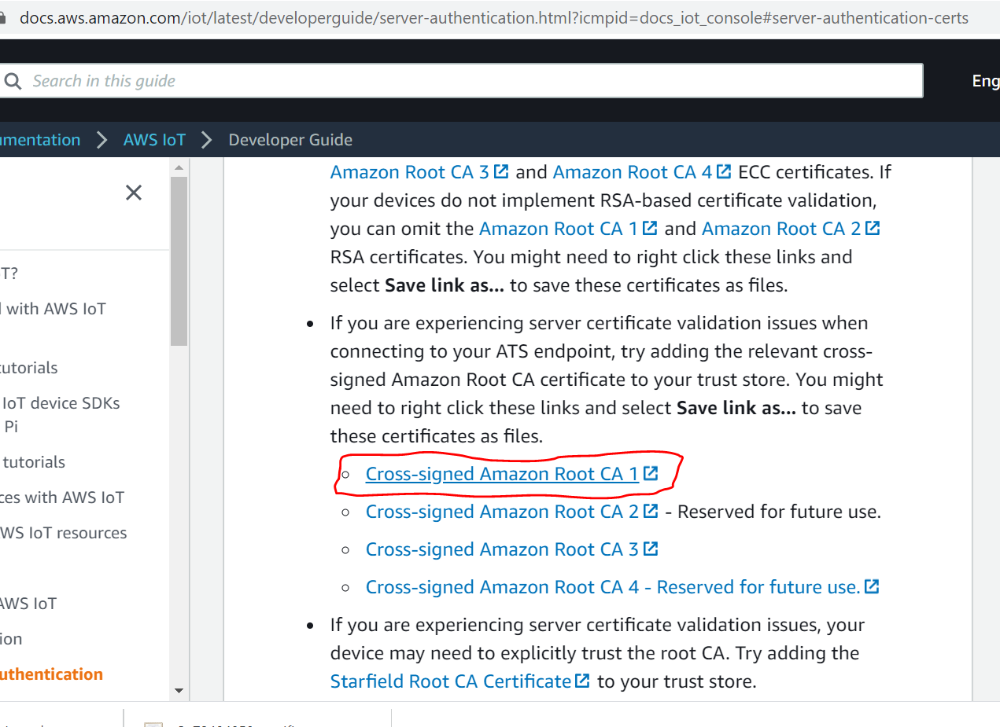 docs.aws.amazon.com/iot/latest/developerguide/server-authentication.html?icmpid=docs_iot_console#server-authentication-certs
Search in this guide
Eng
umentation > AWS IoT > Developer Guide
Amazon Root CA 3 and Amazon Root CA 4 ECC certificates. If
your devices do not implement RSA-based certificate validation,
you can omit the Amazon Root CA 1 and Amazon Root CA 2
RSA certificates. You might need to right click these links and
select Save link as... to save these certificates as files.
• If you are experiencing server certificate validation issues when
connecting to your ATS endpoint, try adding the relevant cross-
signed Amazon Root CA certificate to your trust store. You might
need to right click these links and select Save link as... to save
these certificates as files.
Cross-signed Amazon Root CA 1
Cross-signed Amazon Root CA 2 - Reserved for future use.
Cross-signed Amazon Root CA 3
Cross-signed Amazon Root CA 4 - Reserved for future use.
• If you are experiencing server certificate validation issues, your
device may need to explicitly trust the root CA. Try adding the
Starfield Root CA Certificate to your trust store.
T?
with AWS IoT
tutorials
IoT device SDKs
Pi
tutorials
ces with AWS IoT
WS IoT resources
AWS IoT
ion
uthentication